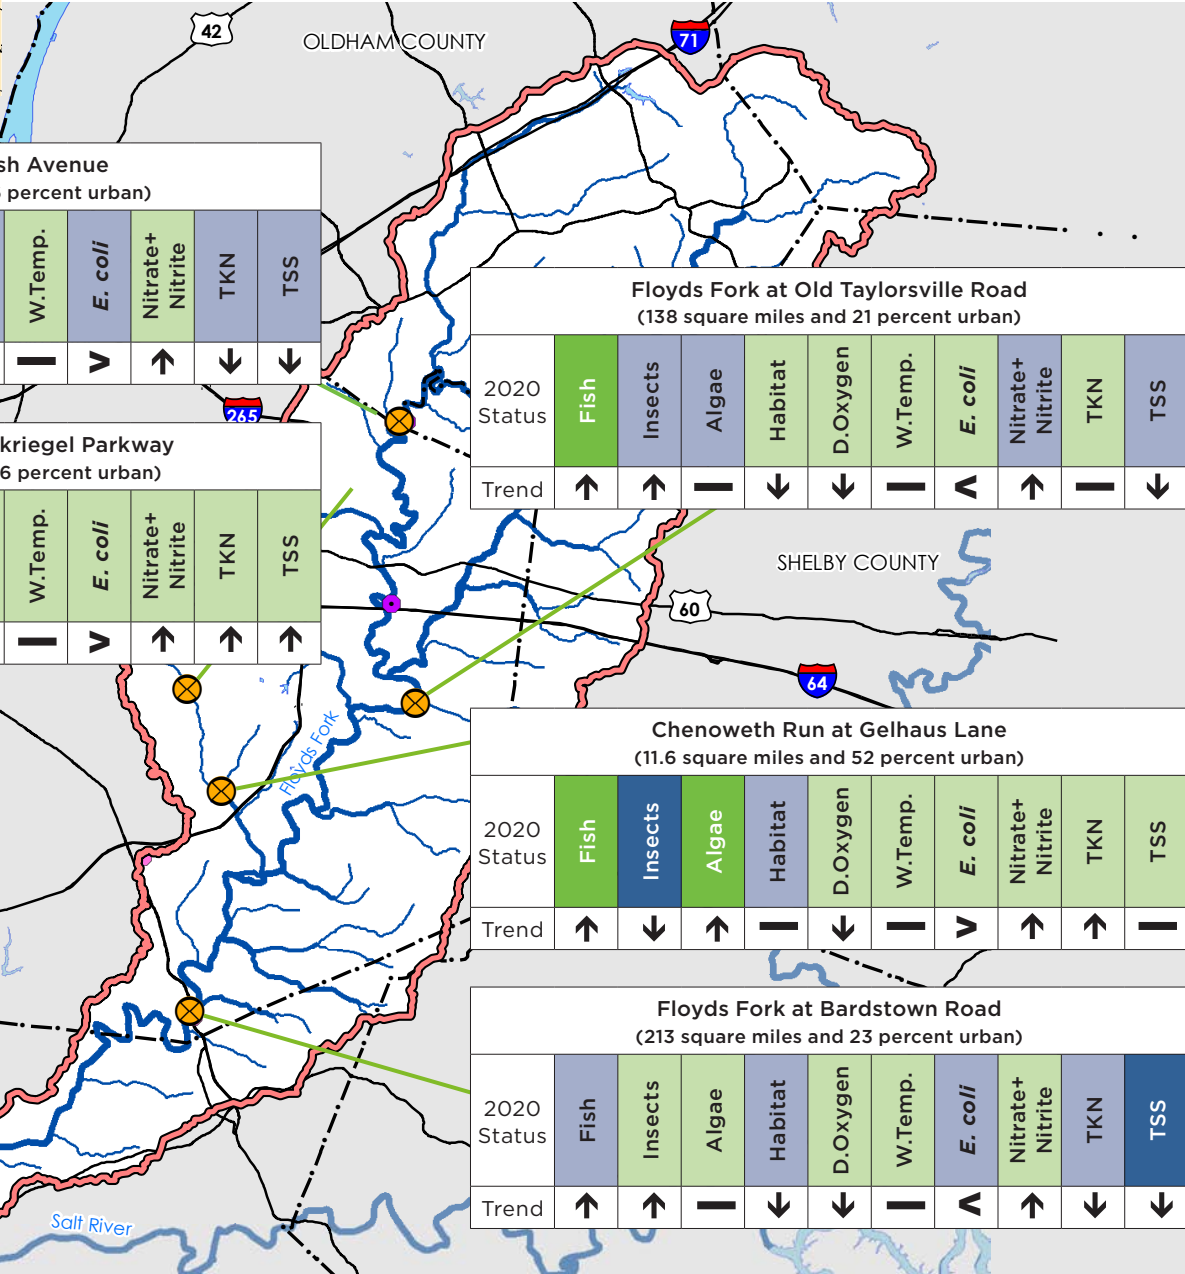 42
OLDHAM COUNTY
71
sh Avenue
percent urban)
W.Temp.
E. coli
Nitrate+
Nitrite
TKN
TSS
265
kriegel Parkway
6 percent urban)
W.Temp.
E. coli
Nitrate+
Nitrite
TKN
TSS
Floyds Fork at Old Taylorsville Road
(138 square miles and 21 percent urban)
2020
Status
Fish
Insects
Algae
Habitat
D.Oxygen
W.Temp.
E. coli
Nitrate+
Nitrite
TKN
TSS
Trend
SHELBY COUNTY
60
64
Floyds Fork
Chenoweth Run at Gelhaus Lane
(11.6 square miles and 52 percent urban)
2020
Status
Fish
Insects
Algae
Habitat
D.Oxygen
W.Temp.
E. coli
Nitrate+
Nitrite
TKN
TSS
Trend
Floyds Fork at Bardstown Road
(213 square miles and 23 percent urban)
2020
Status
Fish
Insects
Algae
Habitat
D.Oxygen
W.Temp.
E. coli
Nitrate+
Nitrite
TKN
TSS
Trend
Salt River